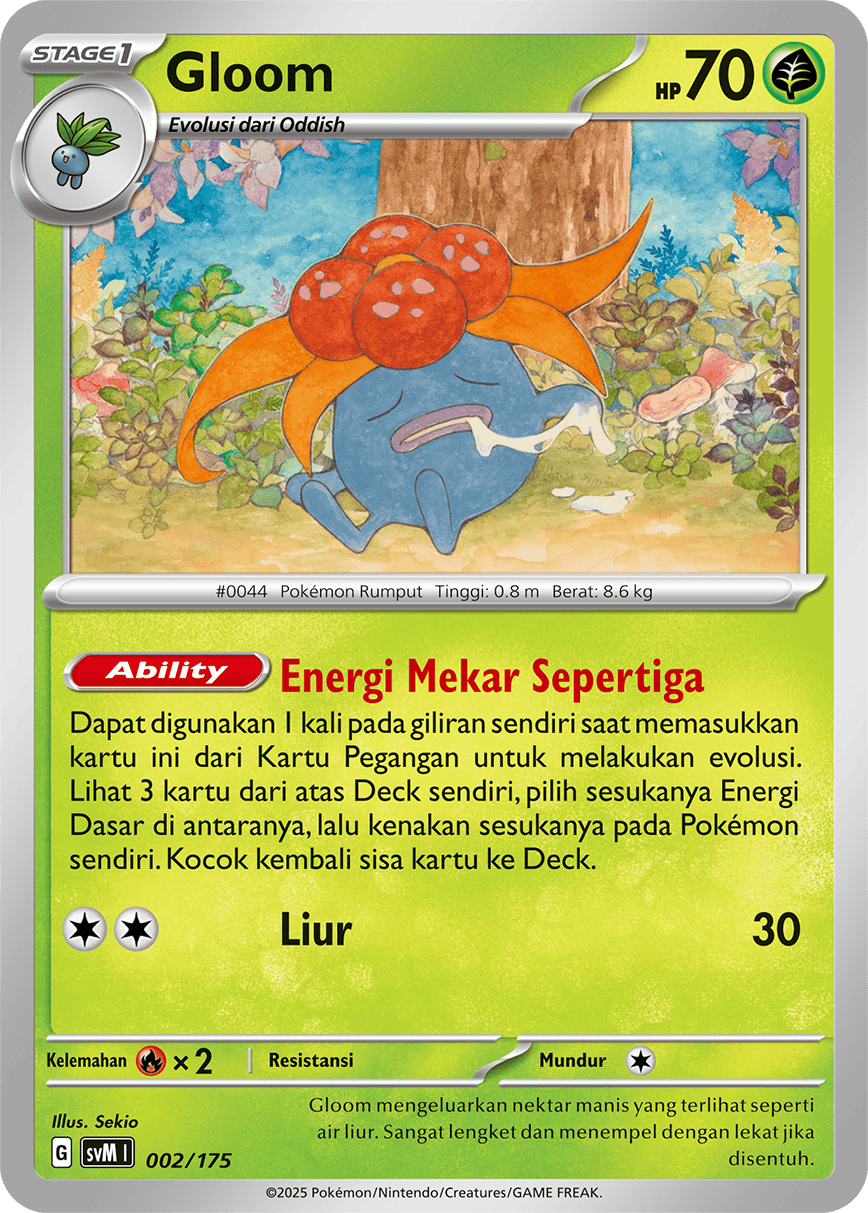 STAGE 1
Gloom
HP 70
Evolusi dari Oddish
#0044 Pokémon Rumput Tinggi: 0.8 m Berat: 8.6 kg
Ability Energi Mekar Sepertiga
Dapat digunakan 1 kali pada giliran sendiri saat memasukkan
kartu ini dari Kartu Pegangan untuk melakukan evolusi.
Lihat 3 kartu dari atas Deck sendiri, pilih sesukanya Energi
Dasar di antaranya, lalu kenakan sesukanya pada Pokémon
sendiri. Kocok kembali sisa kartu ke Deck.
Liur 30
Kelemahan ×2 Resistansi Mundur
Illus. Sekio
G svM I 002/175
Gloom mengeluarkan nektar manis yang terlihat seperti
air liur. Sangat lengket dan menempel dengan lekat jika
disentuh.
©2025 Pokémon/Nintendo/Creatures/GAME FREAK.